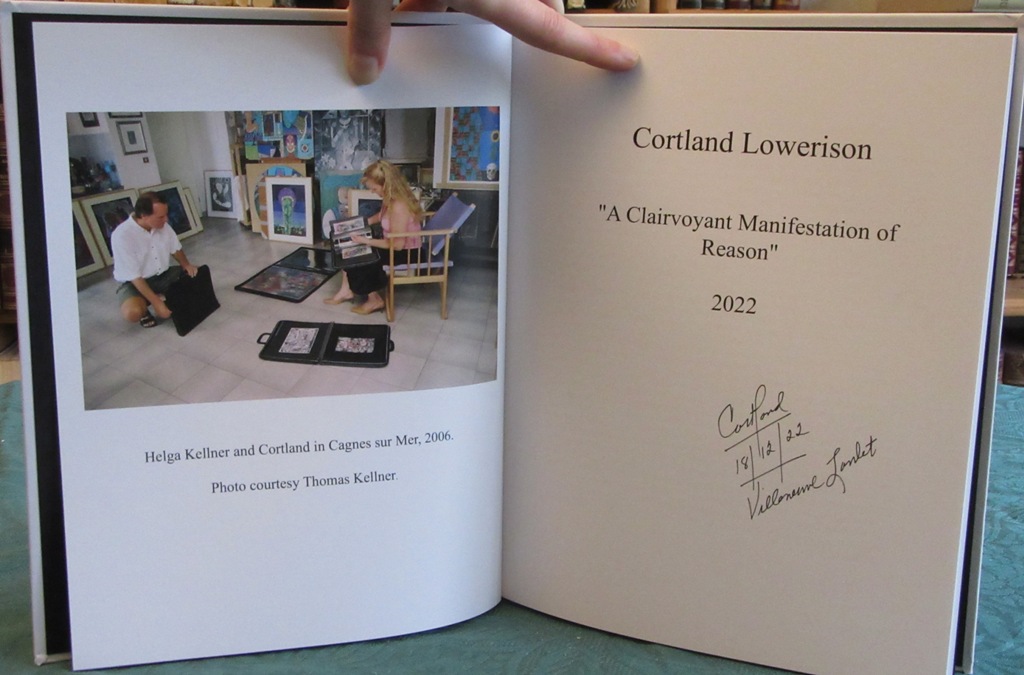 Helga Kellner and Cortland in Cagnes sur Mer, 2006.
Photo courtesy Thomas Kellner.
Cortland Lowerison
"A Clairvoyant Manifestation of
Reason"
2022
Cortland
18|12|22
Villeneuve Loubet